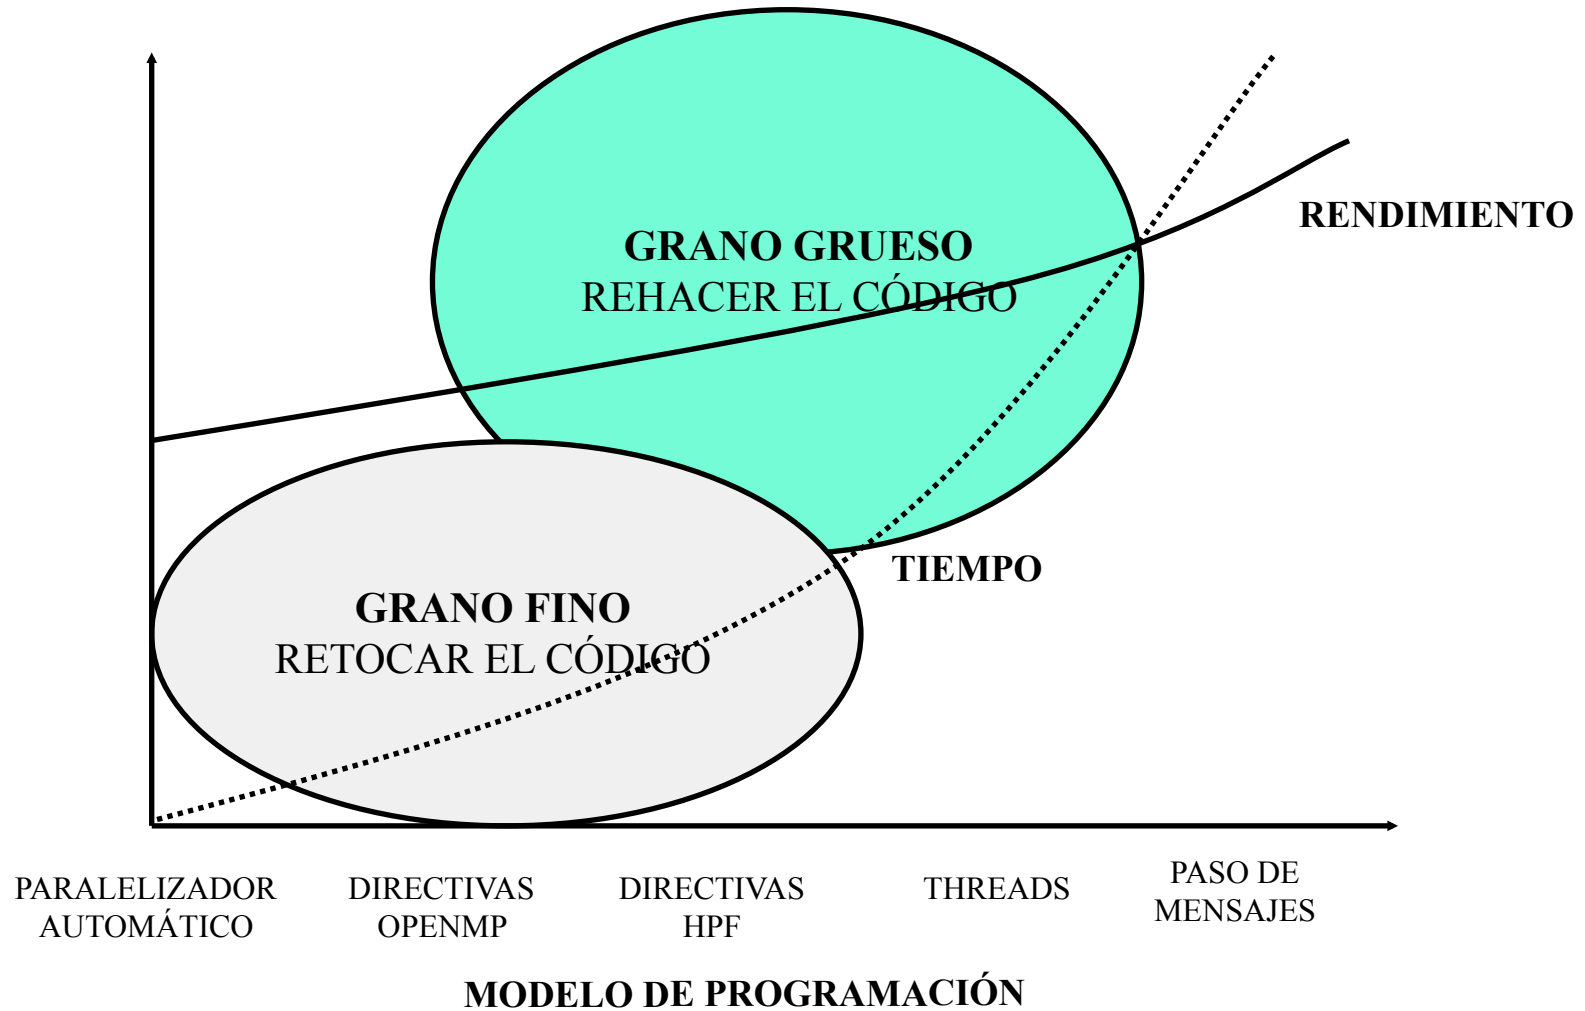 RENDIMIENTO
GRANO GRUESO
REHACER EL CÓDIGO
TIEMPO
GRANO FINO
RETOCAR EL CÓDIGO
PARALELIZADOR
AUTOMÁTICO
DIRECTIVAS
OPENMP
DIRECTIVAS
HPF
THREADS
PASO DE
MENSAJES
MODELO DE PROGRAMACIÓN